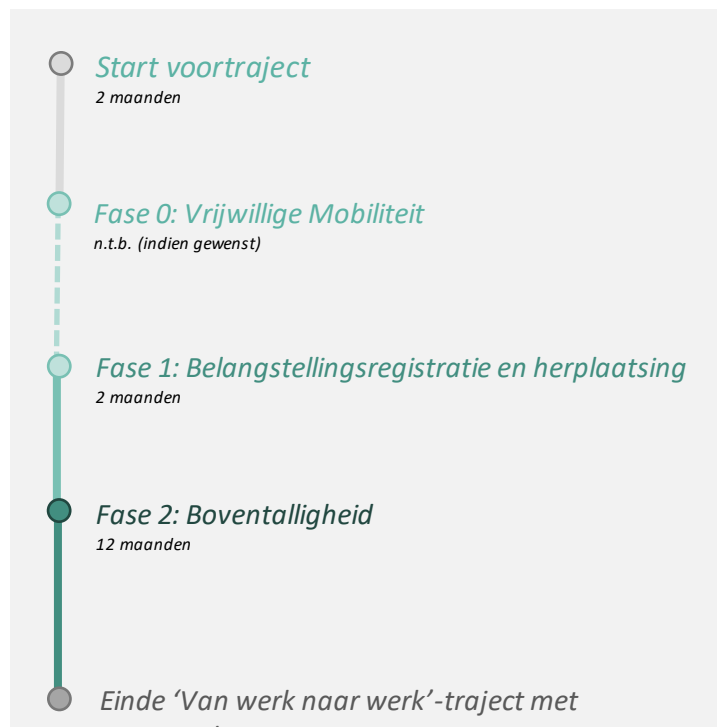 Start voortraject
2 maanden
Fase 0: Vrijwillige Mobiliteit
n.t.b. (indien gewenst)
Fase 1: Belangstellingsregistratie en herplaatsing
2 maanden
Fase 2: Boventalligheid
12 maanden
Einde ‘Van werk naar werk’-traject met